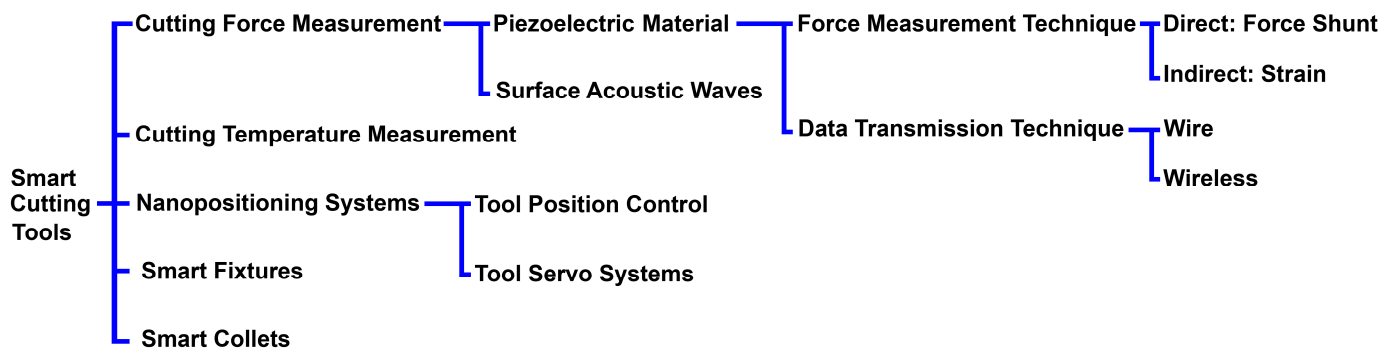 Cutting Force Measurement
Piezoelectric Material
Force Measurement Technique
Direct: Force Shunt
Indirect: Strain
Surface Acoustic Waves
Data Transmission Technique
Wire
Wireless
Cutting Temperature Measurement
Smart
Cutting
Tools
Nanopositioning Systems
Tool Position Control
Tool Servo Systems
Smart Fixtures
Smart Collets